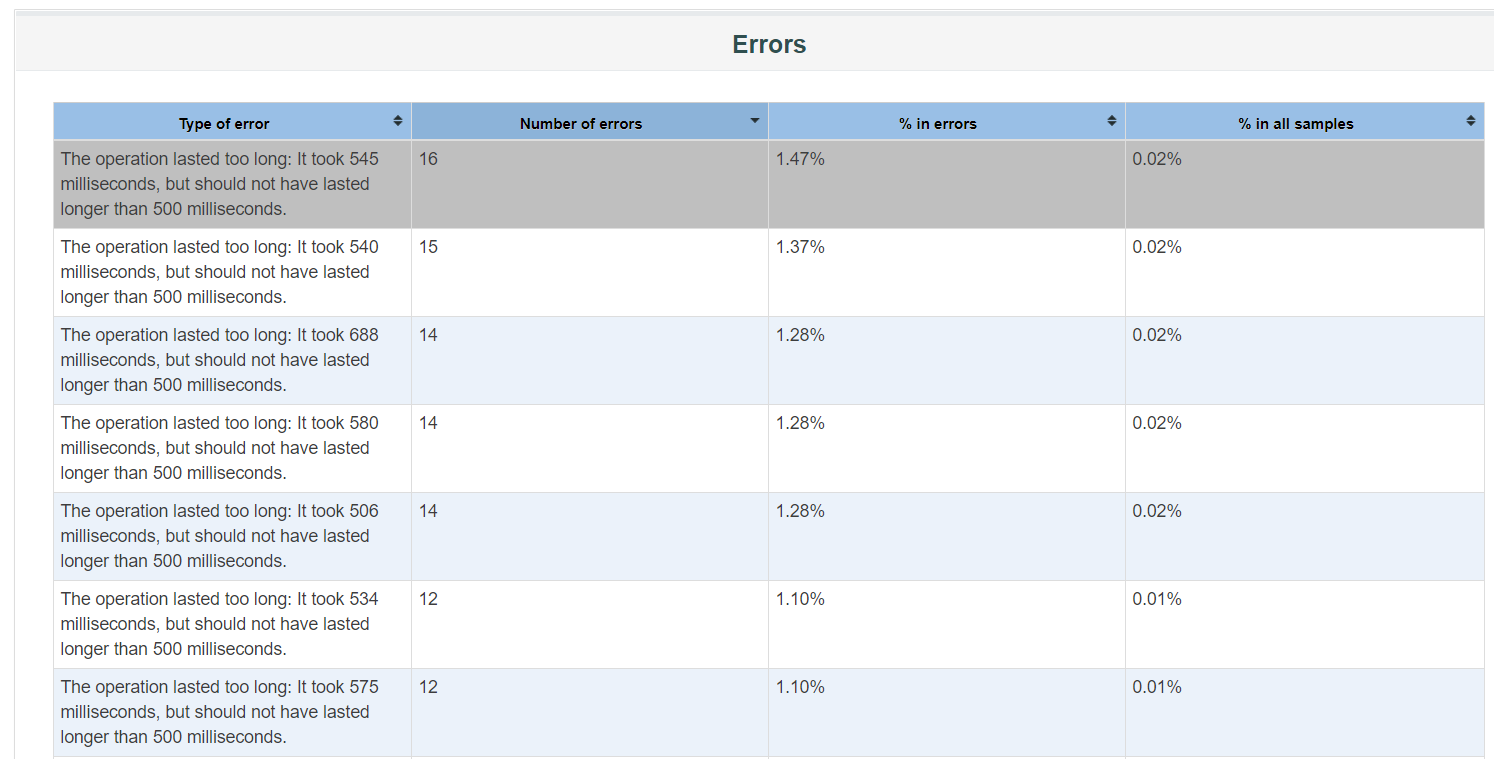 Errors
Type of error Number of errors % in errors % in all samples
The operation lasted too long: It took 545 16 1.47% 0.02%
milliseconds, but should not have lasted
longer than 500 milliseconds.
The operation lasted too long: It took 540 15 1.37% 0.02%
milliseconds, but should not have lasted
longer than 500 milliseconds.
The operation lasted too long: It took 688 14 1.28% 0.02%
milliseconds, but should not have lasted
longer than 500 milliseconds.
The operation lasted too long: It took 580 14 1.28% 0.02%
milliseconds, but should not have lasted
longer than 500 milliseconds.
The operation lasted too long: It took 506 14 1.28% 0.02%
milliseconds, but should not have lasted
longer than 500 milliseconds.
The operation lasted too long: It took 534 12 1.10% 0.01%
milliseconds, but should not have lasted
longer than 500 milliseconds.
The operation lasted too long: It took 575 12 1.10% 0.01%
milliseconds, but should not have lasted
longer than 500 milliseconds.